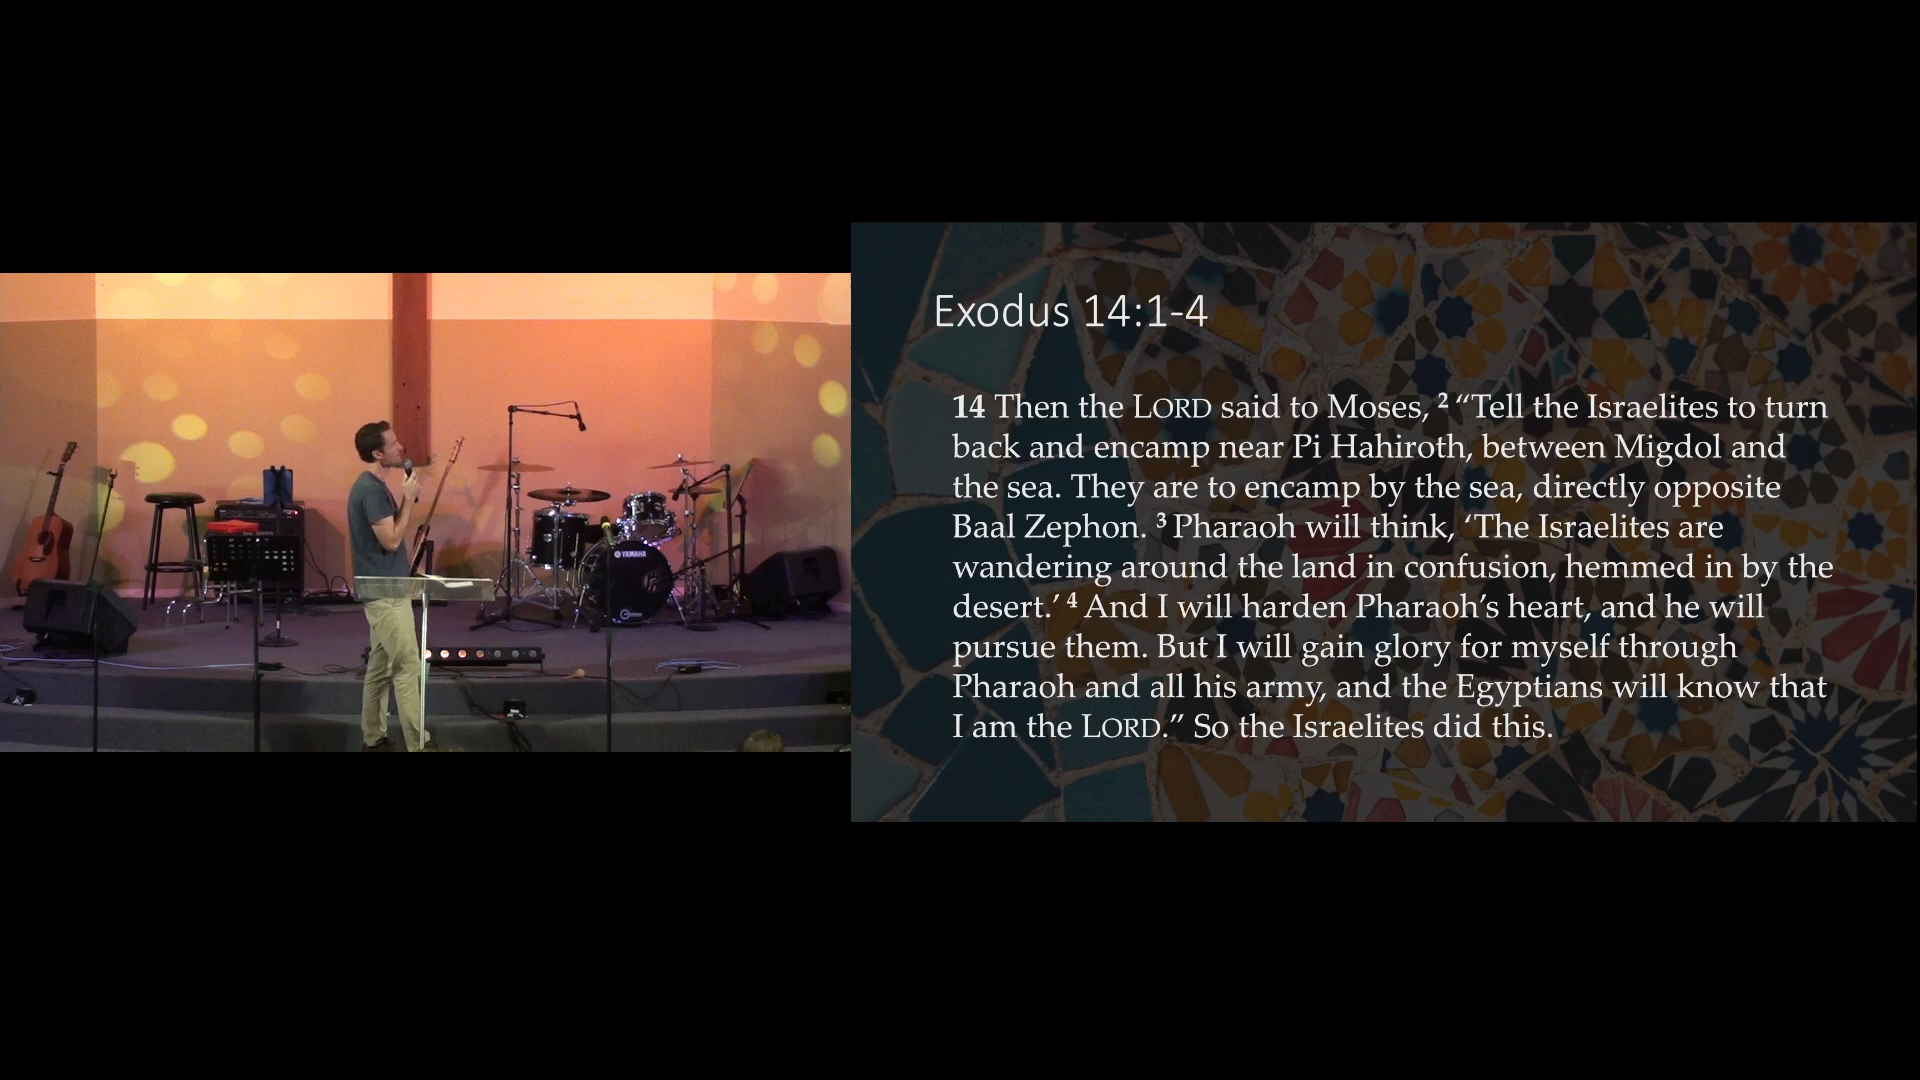 Exodus 14:1-4
14 Then the LORD said to Moses, 2 “Tell the Israelites to turn
back and encamp near Pi Hahiroth, between Migdol and
the sea. They are to encamp by the sea, directly opposite
Baal Zephon. 3 Pharaoh will think, ‘The Israelites are
wandering around the land in confusion, hemmed in by the
desert.’ 4 And I will harden Pharaoh’s heart, and he will
pursue them. But I will gain glory for myself through
Pharaoh and all his army, and the Egyptians will know that
I am the LORD.” So the Israelites did this.
YAMAHA